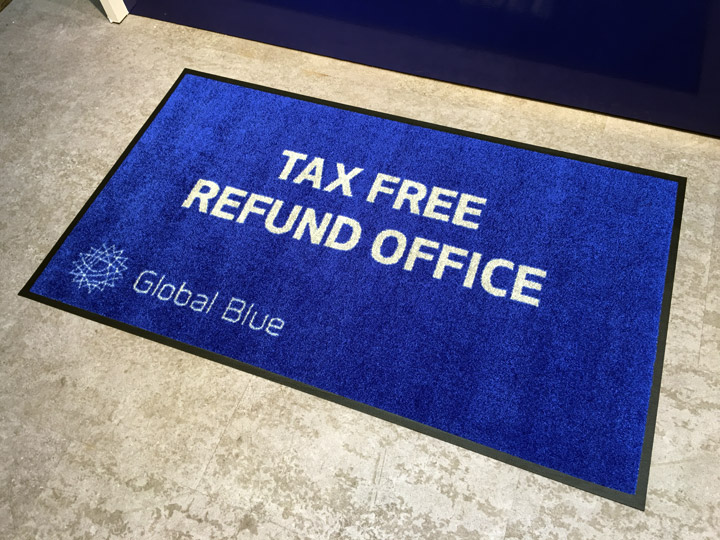 TAX FREE
REFUND OFFICE
Global Blue